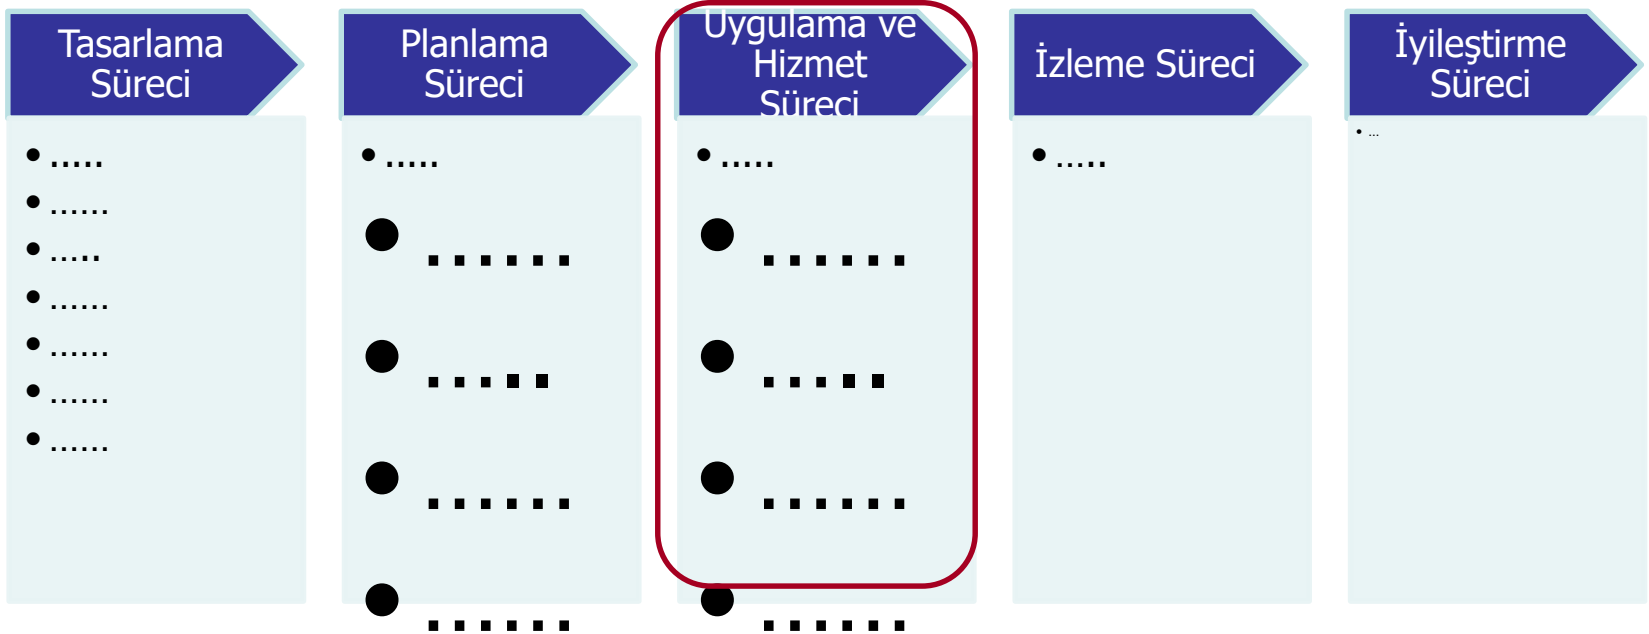 Tasarlama
Süreci
• .....
• ......
• .....
• ......
• ......
• ......
• ......
Planlama
Süreci
• .....
• ......
• .....
• ......
• ......
Uygulama ve
Hizmet
Süreci
• .....
• ......
• .....
• ......
• ......
İzleme Süreci
• .....
İyileştirme
Süreci
• ...